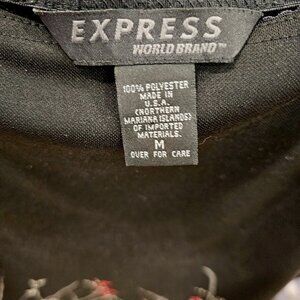 EXPRESS
WORLD BRAND™
100% POLYESTER
MADE IN
U.S.A.
(NORTHERN
MARIANA ISLANDS)
OF IMPORTED
MATERIALS.
M
OVER FOR CARE